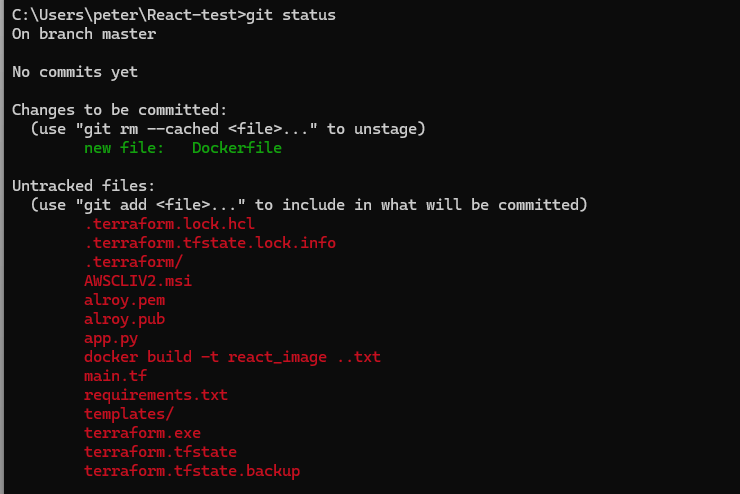 C:\Users\peter\React-test>git status
On branch master
No commits yet
Changes to be committed:
(use "git rm --cached <file>..." to unstage)
new file:   Dockerfile
Untracked files:
(use "git add <file>..." to include in what will be committed)
.terraform.lock.hcl
.terraform.tfstate.lock.info
.terraform/
AWSCLIV2.msi
alroy.pem
alroy.pub
app.py
docker build -t react_image ..txt
main.tf
requirements.txt
templates/
terraform.exe
terraform.tfstate
terraform.tfstate.backup